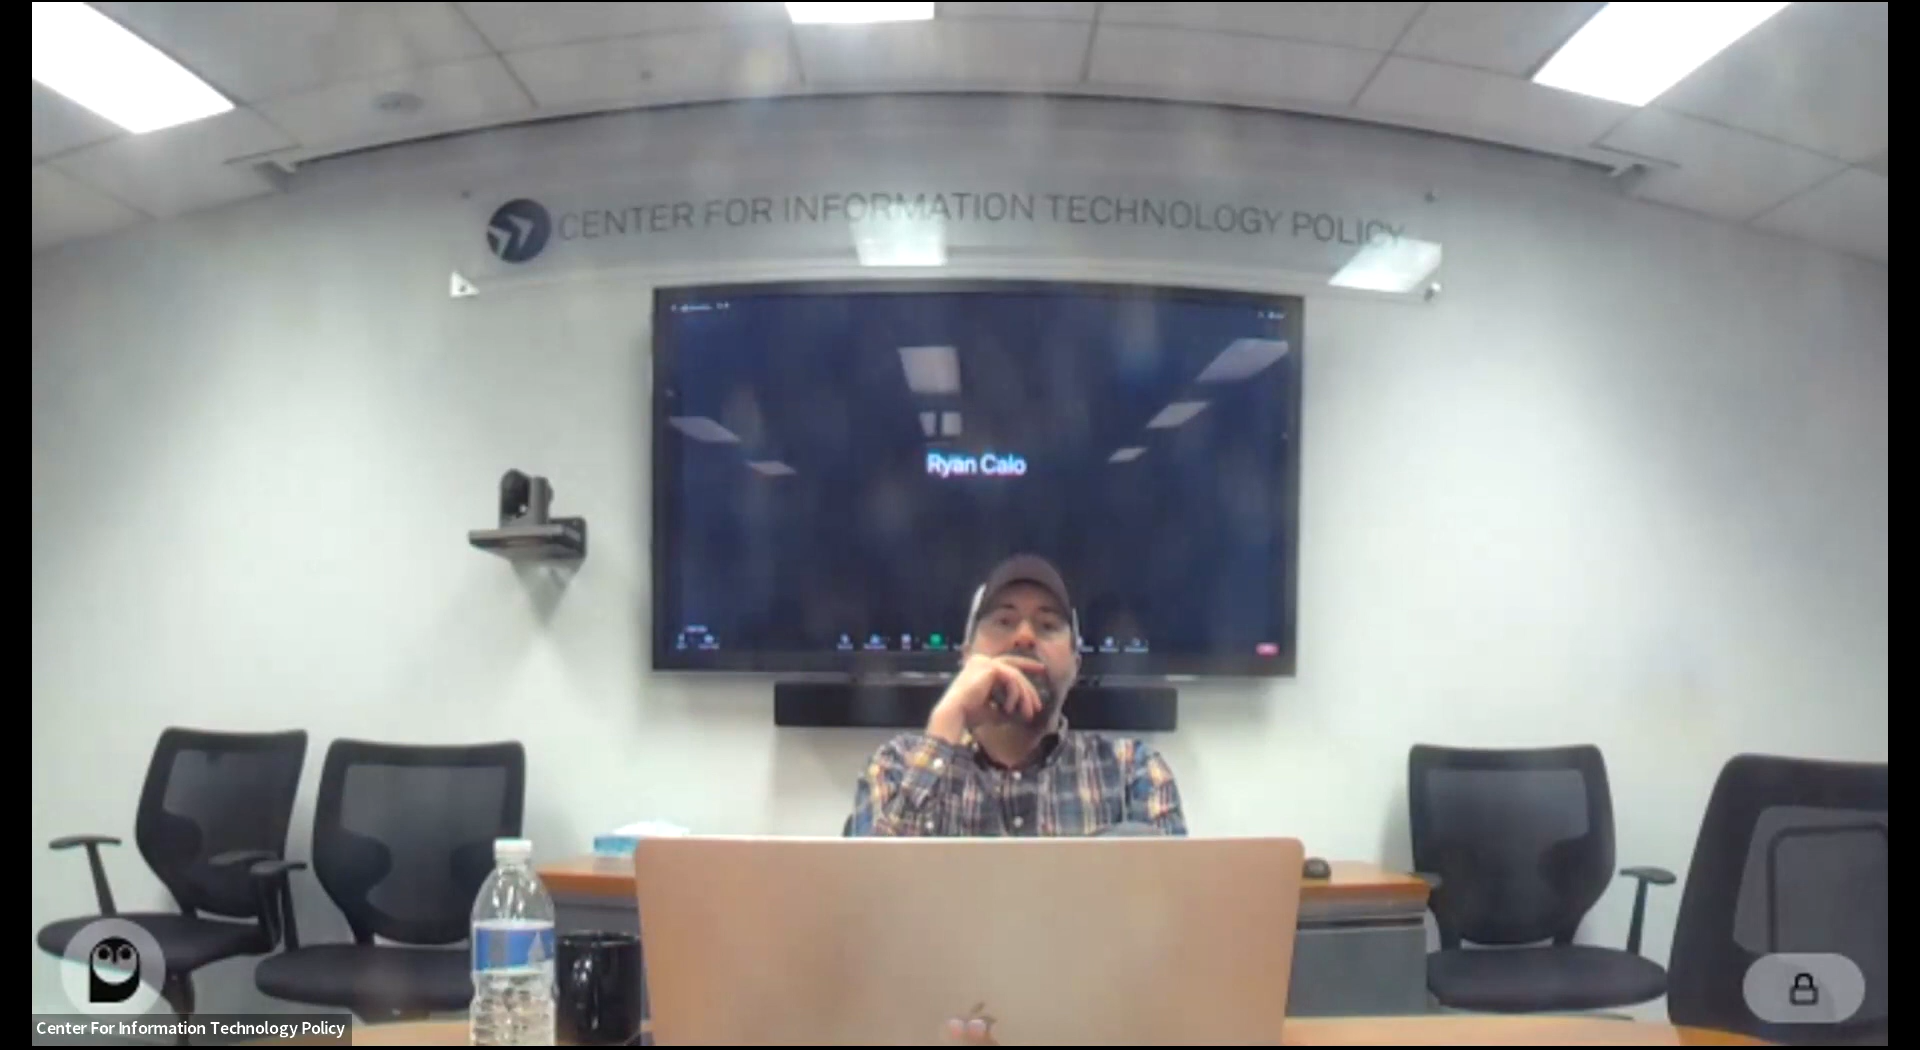 CENTER FOR INFORMATION TECHNOLOGY POLICY
Ryan Calo
Center For Information Technology Policy